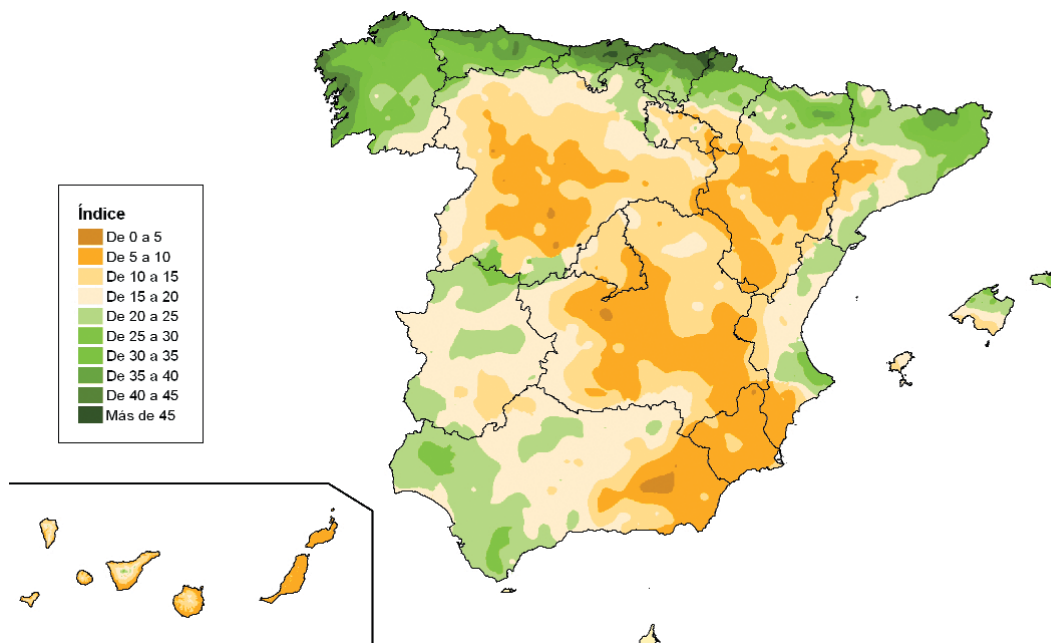 Índice
De 0 a 5
De 5 a 10
De 10 a 15
De 15 a 20
De 20 a 25
De 25 a 30
De 30 a 35
De 35 a 40
De 40 a 45
Más de 45